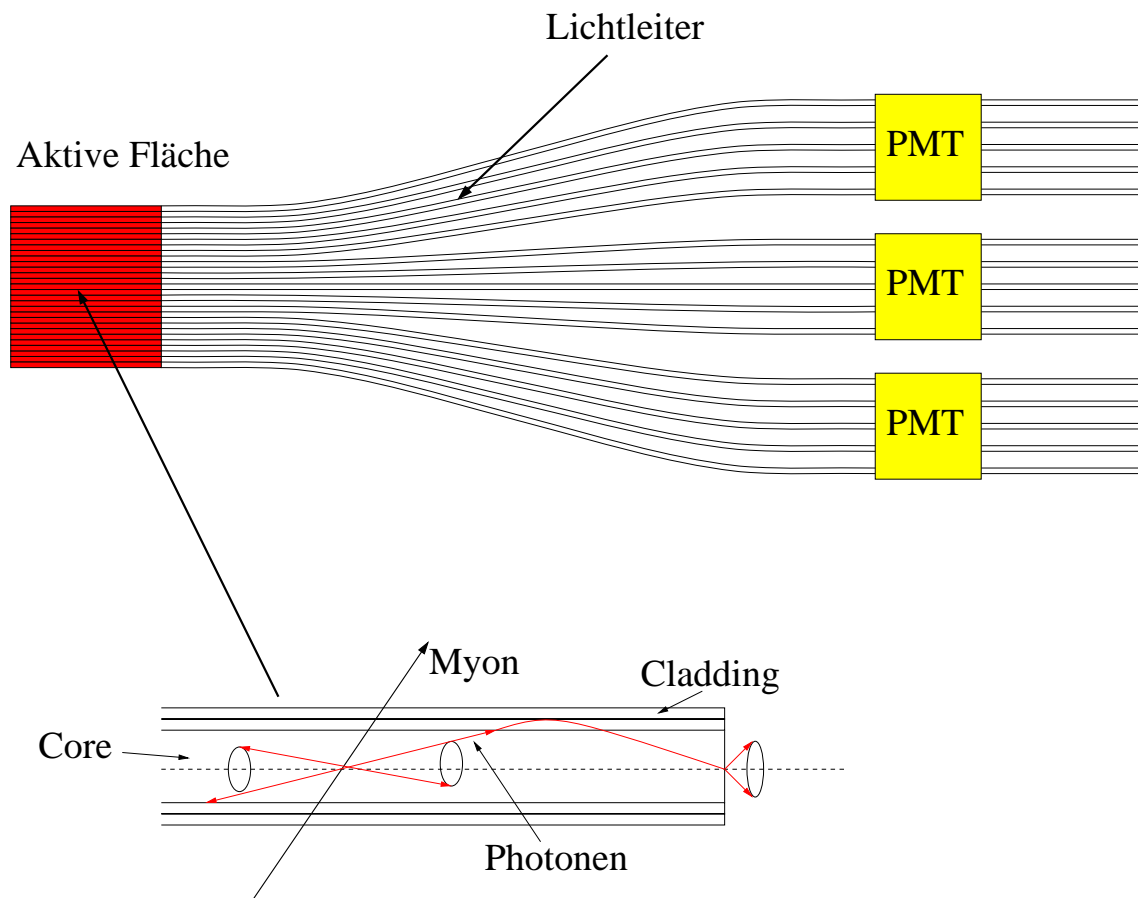 Lichtleiter
Aktive Fläche
PMT
PMT
PMT
Myon
Cladding
Core
Photonen